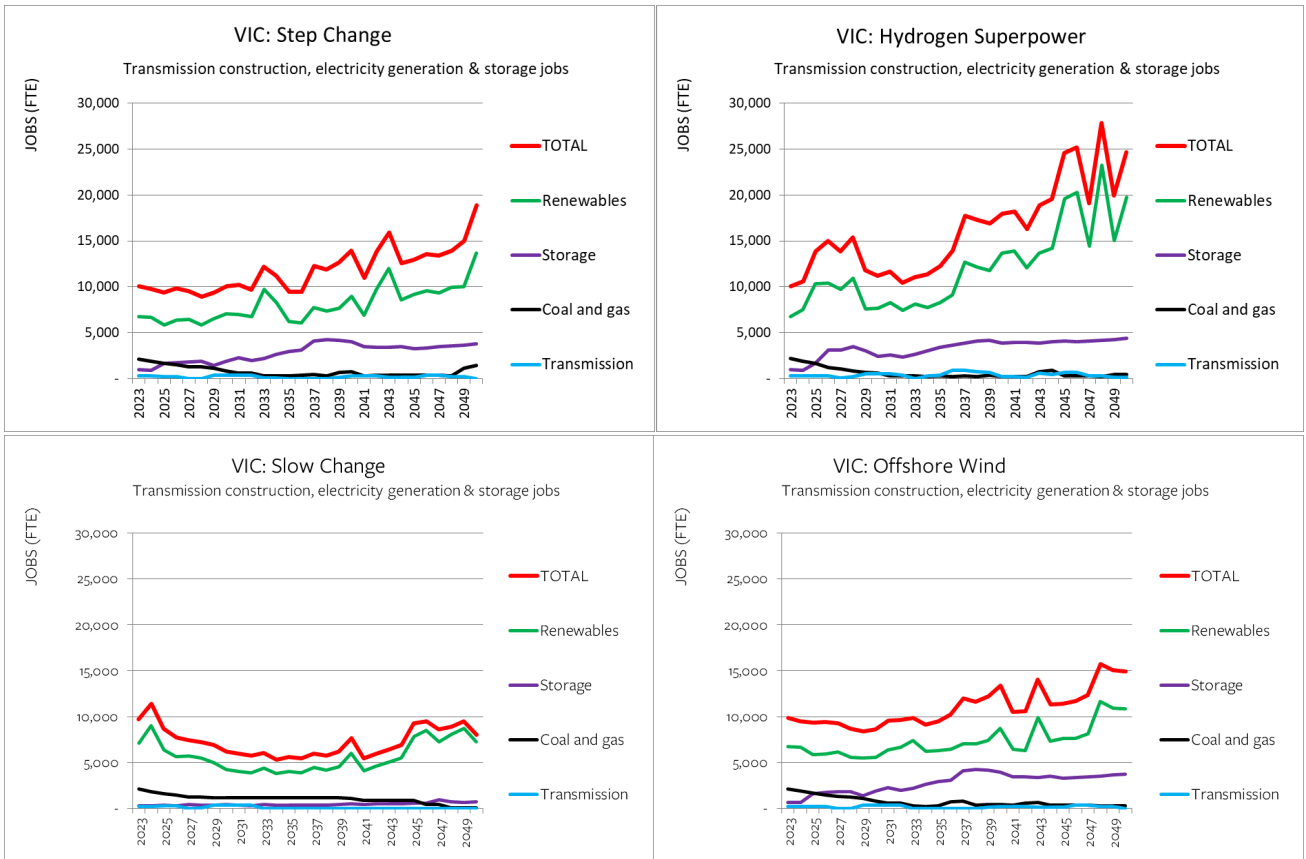 VIC: Step Change
Transmission construction, electricity generation & storage jobs
JOBS (FTE)
30,000
25,000
20,000
15,000
10,000
5,000
-
2023
2025
2027
2029
2031
2033
2035
2037
2039
2041
2043
2045
2047
2049
TOTAL
Renewables
Storage
Coal and gas
Transmission
VIC: Hydrogen Superpower
Transmission construction, electricity generation & storage jobs
JOBS (FTE)
30,000
25,000
20,000
15,000
10,000
5,000
-
2023
2025
2027
2029
2031
2033
2035
2037
2039
2041
2043
2045
2047
2049
TOTAL
Renewables
Storage
Coal and gas
Transmission
VIC: Slow Change
Transmission construction, electricity generation & storage jobs
JOBS (FTE)
30,000
25,000
20,000
15,000
10,000
5,000
-
2023
2025
2027
2029
2031
2033
2035
2037
2039
2041
2043
2045
2047
2049
TOTAL
Renewables
Storage
Coal and gas
Transmission
VIC: Offshore Wind
Transmission construction, electricity generation & storage jobs
JOBS (FTE)
30,000
25,000
20,000
15,000
10,000
5,000
-
2023
2025
2027
2029
2031
2033
2035
2037
2039
2041
2043
2045
2047
2049
TOTAL
Renewables
Storage
Coal and gas
Transmission